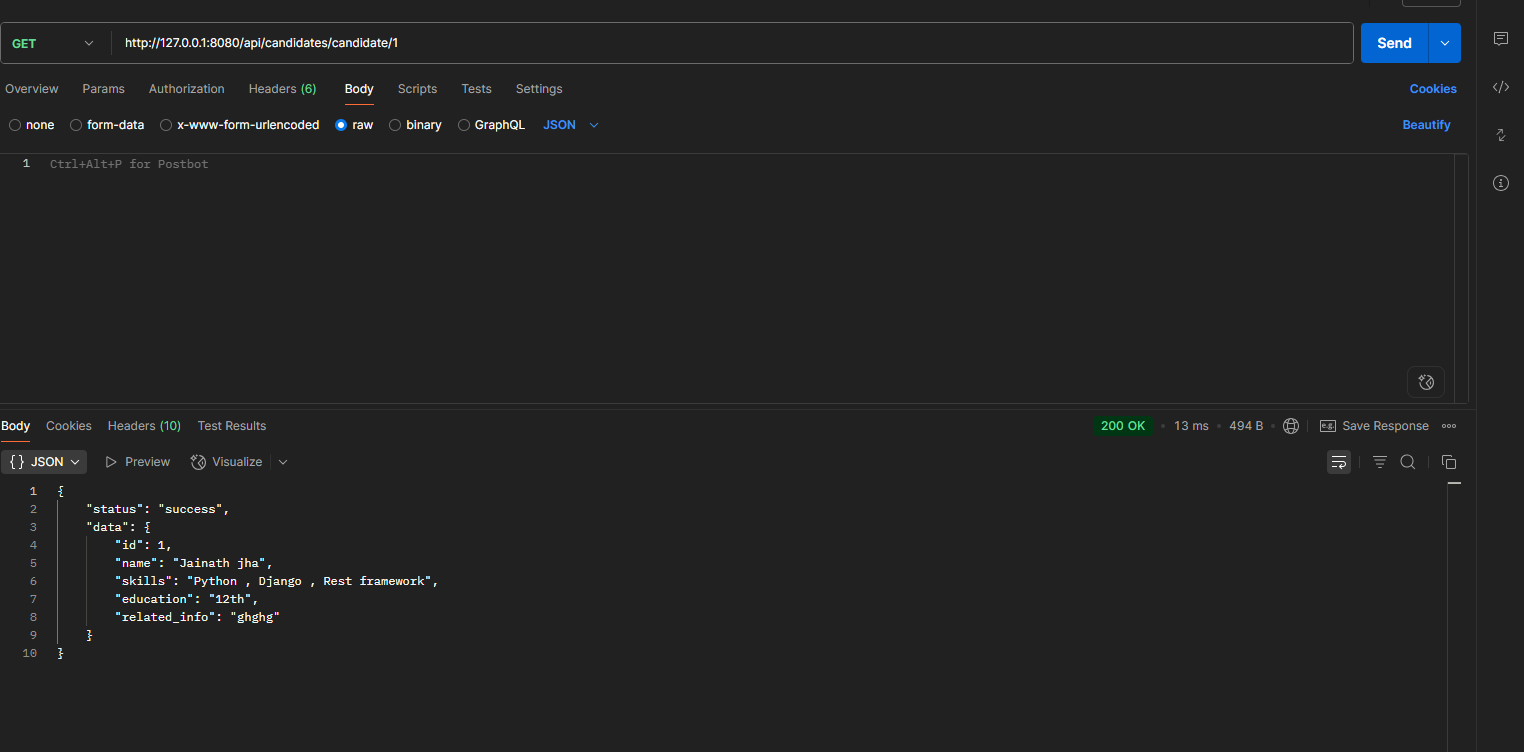 GET http://127.0.0.1:8080/api/candidates/candidate/1 Send
Overview Params Authorization Headers (6) Body Scripts Tests Settings Cookies
none form-data x-www-form-urlencoded raw binary GraphQL JSON Beautify
1 Ctrl+Alt+P for Postbot
Body Cookies Headers (10) Test Results 200 OK • 13 ms • 494 B • e.g. Save Response
{} JSON Preview Visualize
1 {
2 "status": "success",
3 "data": {
4 "id": 1,
5 "name": "Jainath jha",
6 "skills": "Python , Django , Rest framework",
7 "education": "12th",
8 "related_info": "ghghg"
9 }
10 }